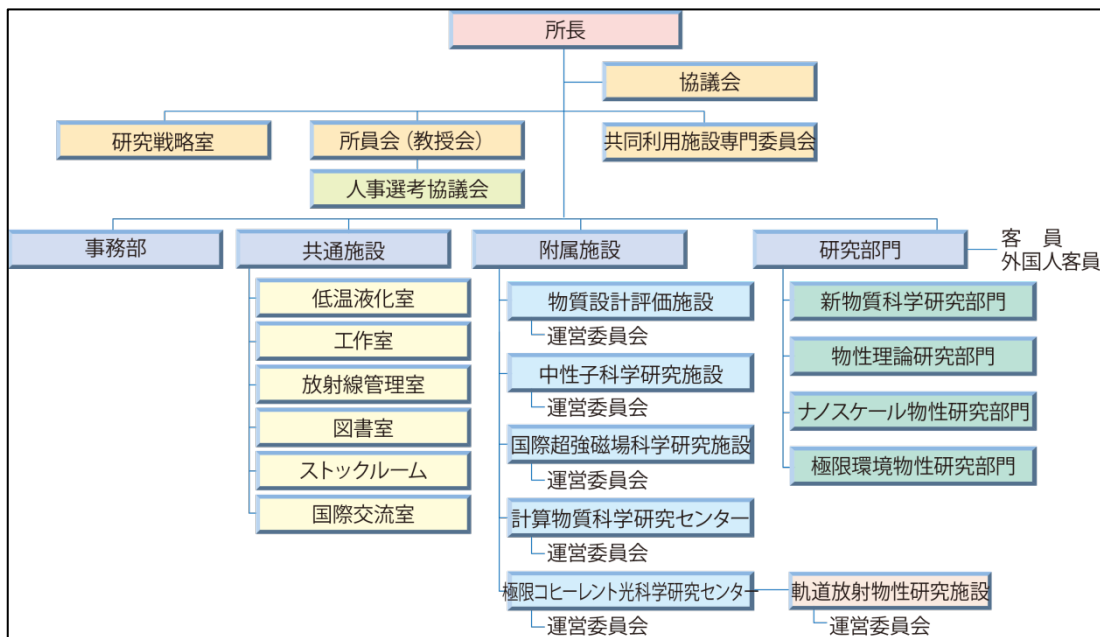 所長
協議会
研究戦略室
所員会（教授会）
共同利用施設専門委員会
人事選考協議会
事務部
共通施設
附属施設
研究部門
客　員
外国人客員
低温液化室
工作室
放射線管理室
図書室
ストックルーム
国際交流室
物質設計評価施設
運営委員会
中性子科学研究施設
運営委員会
国際超強磁場科学研究施設
運営委員会
計算物質科学研究センター
運営委員会
極限コヒーレント光科学研究センター
運営委員会
軌道放射物性研究施設
運営委員会
新物質科学研究部門
物性理論研究部門
ナノスケール物性研究部門
極限環境物性研究部門